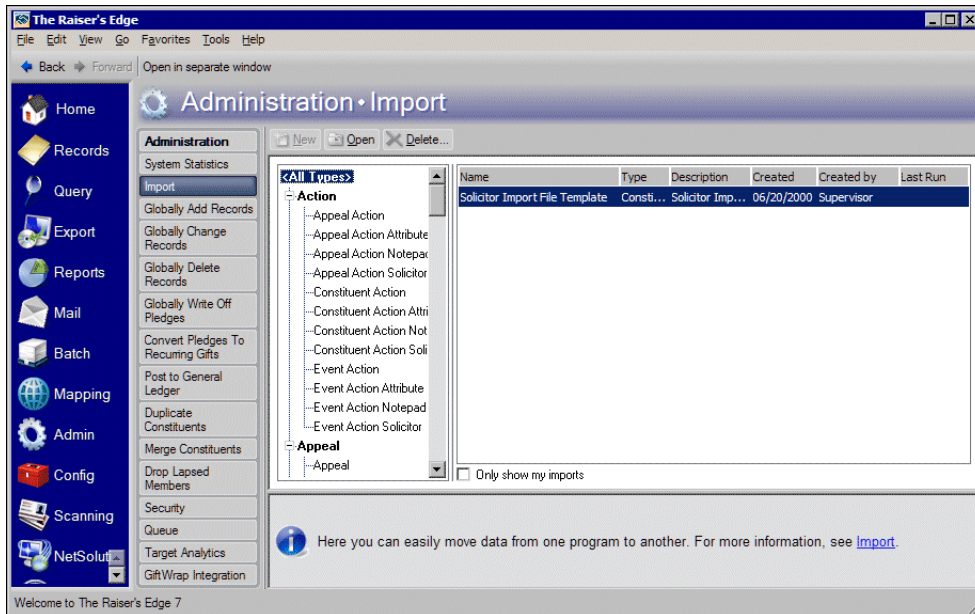 The Raiser's Edge
File Edit View Go Favorites Tools Help
Back Forward Open in separate window
Home
Records
Query
Export
Reports
Mail
Batch
Mapping
Admin
Config
Scanning
NetSolut
Administration • Import
Administration
System Statistics
Import
Globally Add Records
Globally Change
Records
Globally Delete
Records
Globally Write Off
Pledges
Convert Pledges To
Recurring Gifts
Post to General
Ledger
Duplicate
Constituents
Merge Constituents
Drop Lapsed
Members
Security
Queue
Target Analytics
GiftWrap Integration
New Open Delete...
<All Types>
Action
Appeal Action
Appeal Action Attribute
Appeal Action Notepad
Appeal Action Solicitor
Constituent Action
Constituent Action Attri
Constituent Action Not
Constituent Action Soli
Event Action
Event Action Attribute
Event Action Notepad
Event Action Solicitor
Appeal
Appeal
Name Type Description Created Created by Last Run
Solicitor Import File Template Consti... Solicitor Imp... 06/20/2000 Supervisor
Only show my imports
Here you can easily move data from one program to another. For more information, see Import.
Welcome to The Raiser's Edge 7